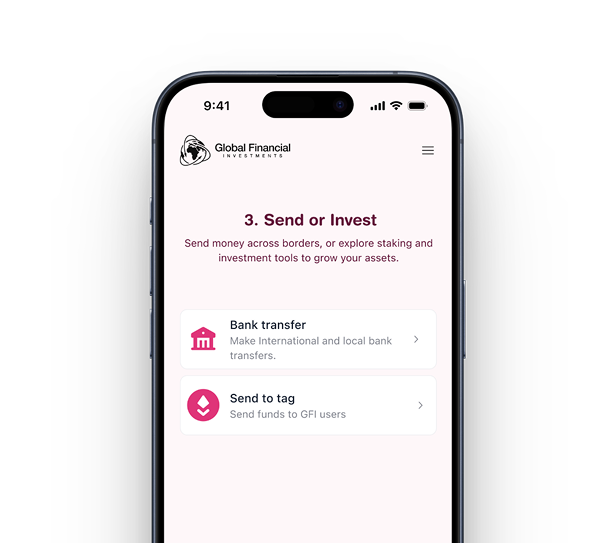 9:41
Global Financial
INVESTMENTS
3. Send or Invest
Send money across borders, or explore staking and
investment tools to grow your assets.
Bank transfer
Make International and local bank
transfers.
Send to tag
Send funds to GFI users